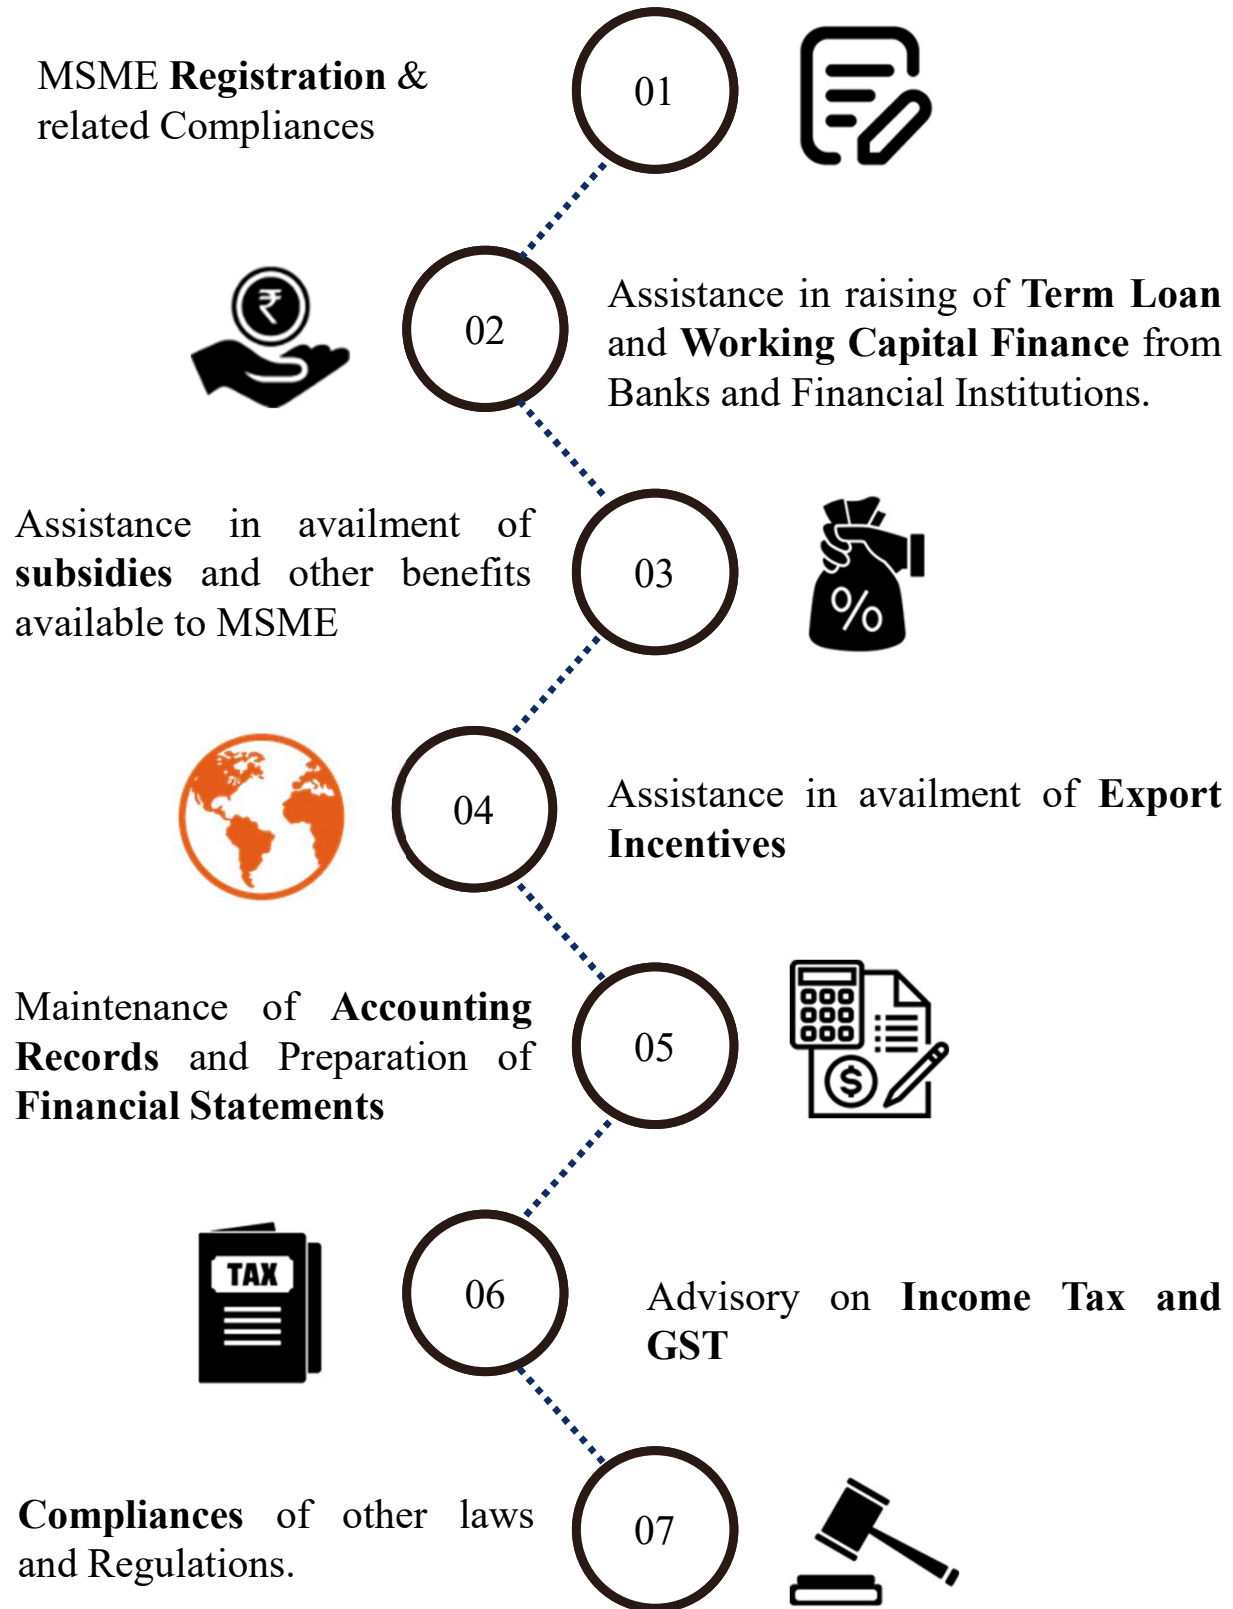 MSME Registration &
related Compliances
01
₹
02
Assistance in raising of Term Loan
and Working Capital Finance from
Banks and Financial Institutions.
Assistance in availment of
subsidies and other benefits
available to MSME
03
%
04
Assistance in availment of Export
Incentives
Maintenance of Accounting
Records and Preparation of
Financial Statements
05
$
TAX
06
Advisory on Income Tax and
GST
Compliances of other laws
and Regulations.
07